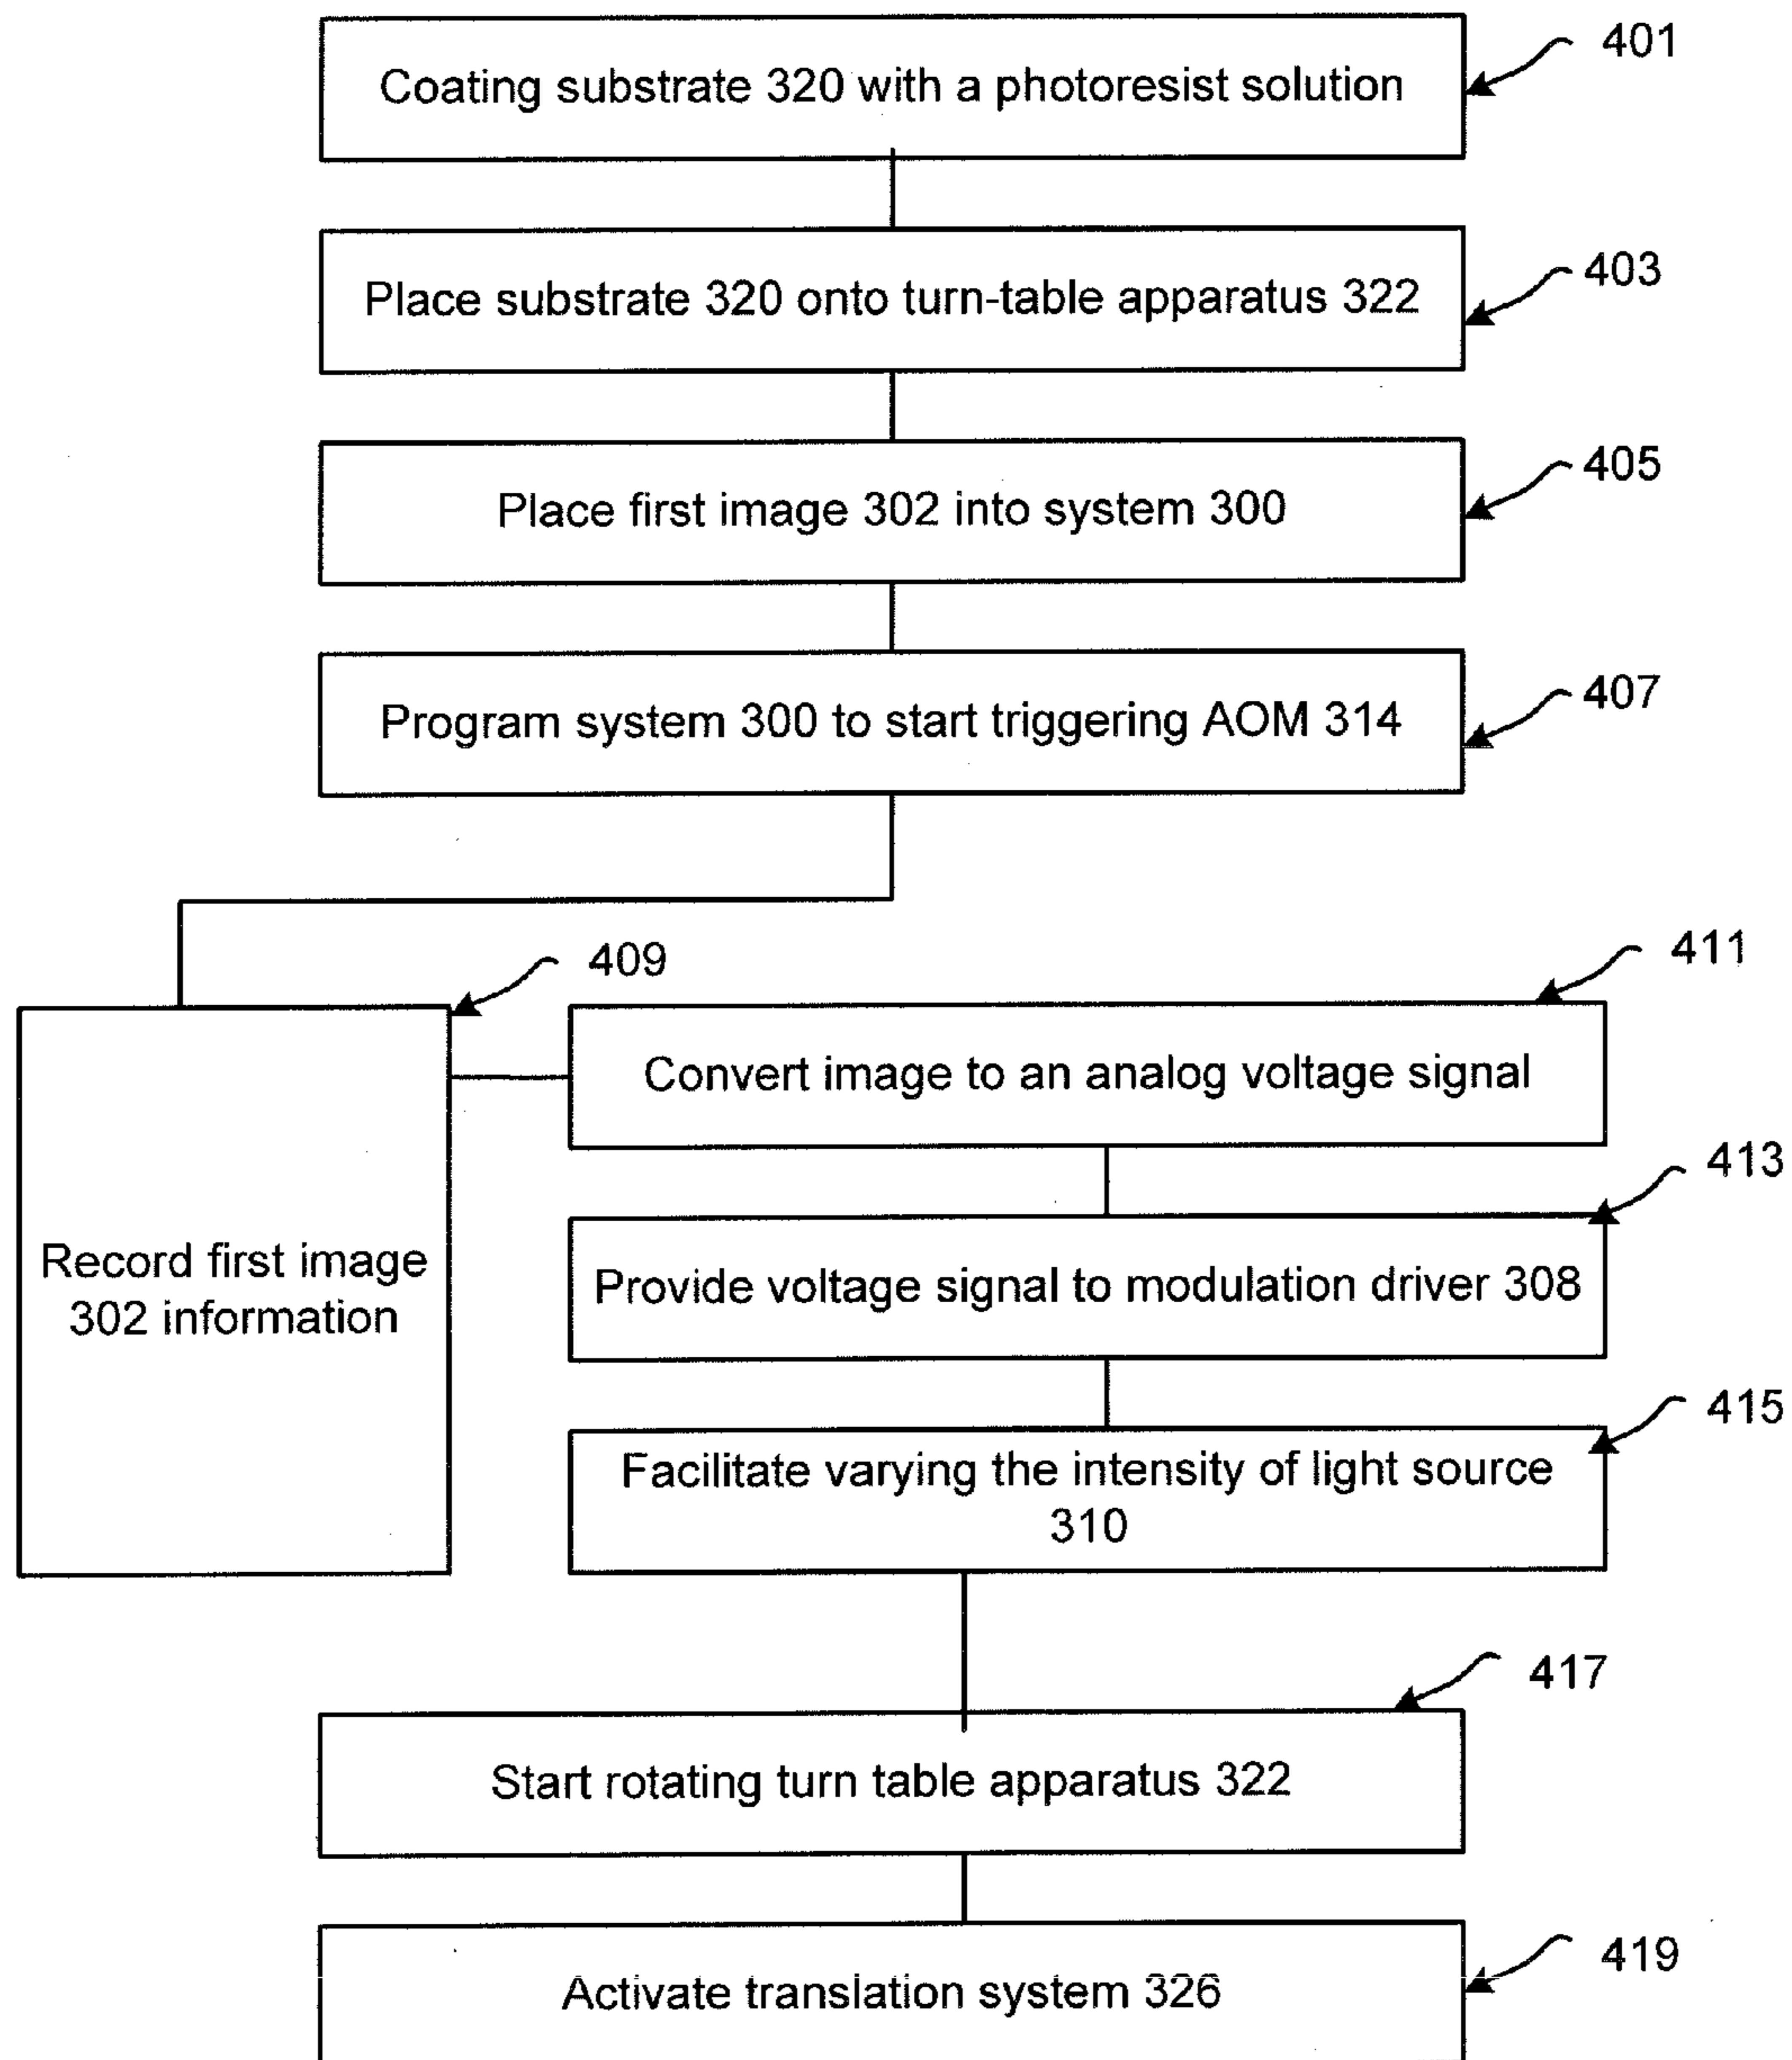 Coating substrate 320 with a photoresist solution
401
Place substrate 320 onto turn-table apparatus 322
403
Place first image 302 into system 300
405
Program system 300 to start triggering AOM 314
407
409
Record first image
302 information
411
Convert image to an analog voltage signal
413
Provide voltage signal to modulation driver 308
415
Facilitate varying the intensity of light source
310
417
Start rotating turn table apparatus 322
419
Activate translation system 326